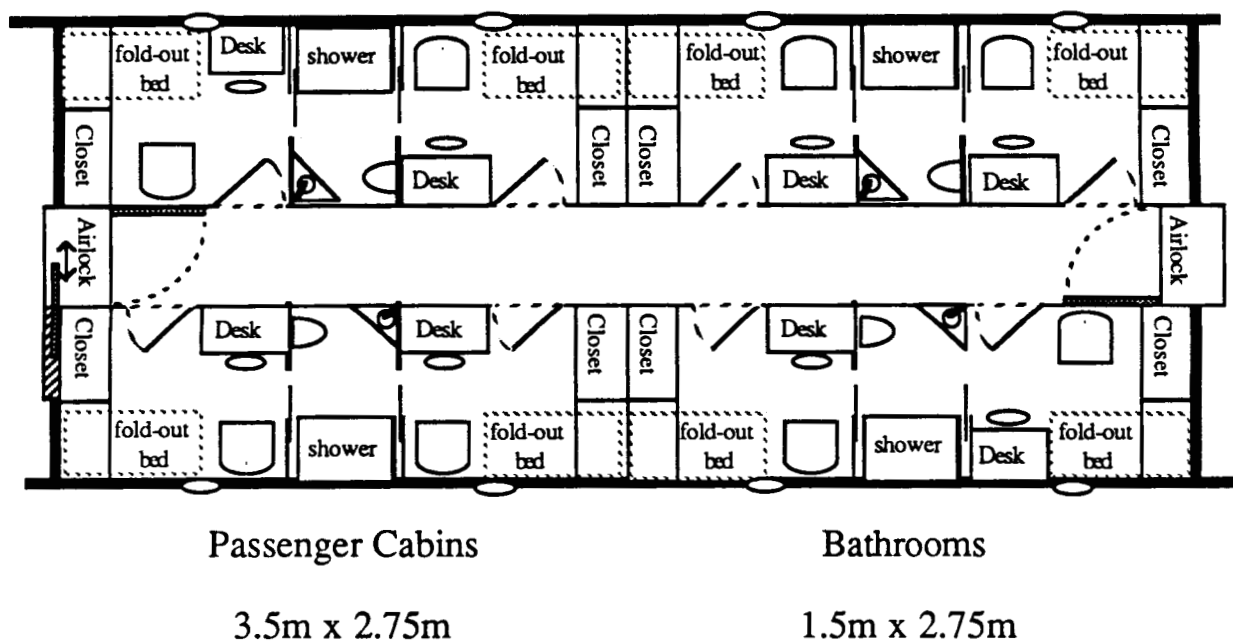 fold-out
bed
Desk
shower
fold-out
bed
fold-out
bed
shower
fold-out
bed
Closet
Desk
Closet
Closet
Desk
Desk
Closet
Airlock
Airlock
Closet
Desk
Desk
Closet
Closet
Desk
Closet
fold-out
bed
shower
fold-out
bed
fold-out
bed
shower
Desk
fold-out
bed
Passenger Cabins
Bathrooms
3.5m x 2.75m
1.5m x 2.75m